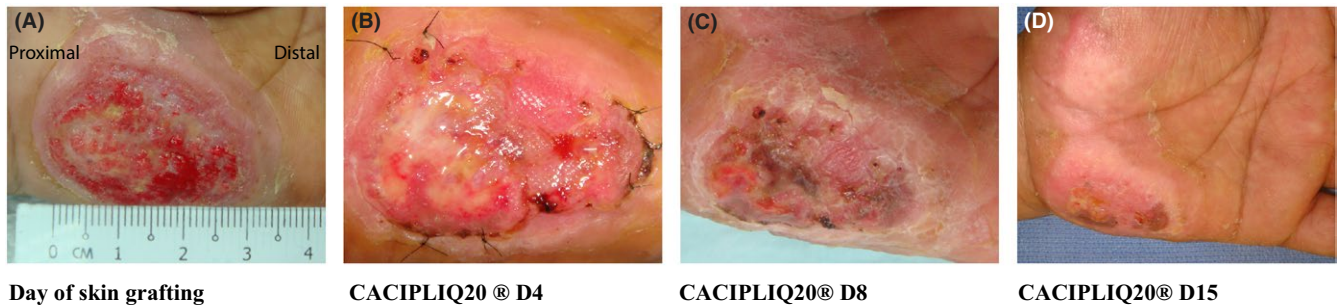 (A)
Proximal Distal
0 CM 1 2 3 4
Day of skin grafting
(B)
CACIPLIQ20 ® D4
(C)
CACIPLIQ20® D8
(D)
CACIPLIQ20® D15